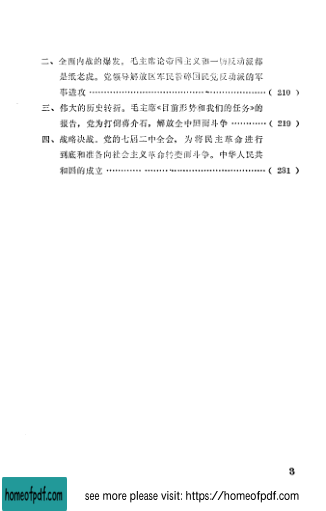 二、全面内战的爆发。毛主席论帝国主义和一切反动派都
是纸老虎。党领导解放区军民粉碎国民党反动派的军
事进攻 ……………………………………………( 210 )
三、伟大的历史转折。毛主席《目前形势和我们的任务》的
报告，党为打倒蒋介石，解放全中国而斗争 …………( 219 )
四、战略决战。党的七届二中全会。为将民主革命进行
到底和准备向社会主义革命转变而斗争。中华人民共
和国的成立 ………………………………………( 231 )
3
homeofpdf.com
see more please visit: https://homeofpdf.com